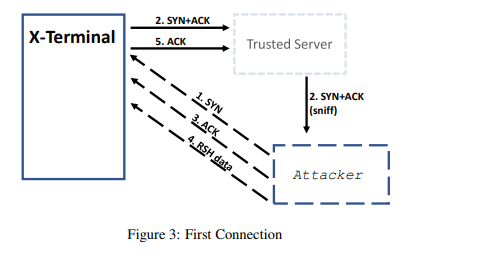 2. SYN+ACK
X-Terminal
5. ACK
Trusted Server
1. SYN
2. SYN+ACK
(sniff)
3. ACK
4. RSH data
Attacker
Figure 3: First Connection